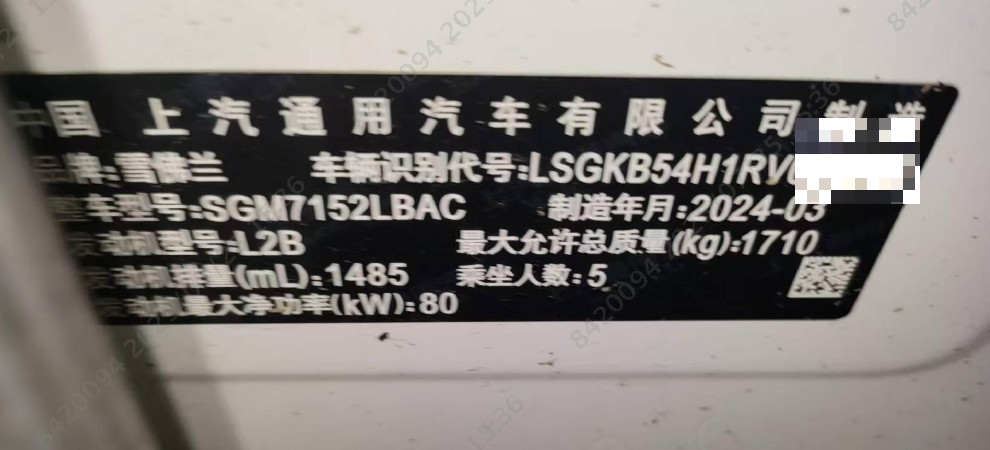 中国上汽通用汽车有限公司制造
品牌:雪佛兰 车辆识别代号:LSGKB54H1RV
整车型号:SGM7152LBAC 制造年月:2024-03
发动机型号:L2B 最大允许总质量(kg):1710
发动机排量(mL):1485 乘坐人数:5
发动机最大净功率(kW):80